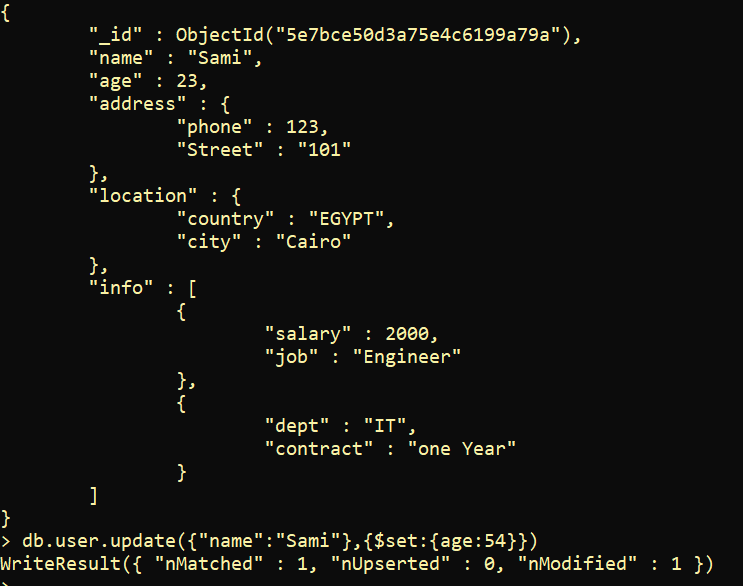 {
"_id" : ObjectId("5e7bce50d3a75e4c6199a79a"),
"name" : "Sami",
"age" : 23,
"address" : {
"phone" : 123,
"Street" : "101"
},
"location" : {
"country" : "EGYPT",
"city" : "Cairo"
},
"info" : [
{
"salary" : 2000,
"job" : "Engineer"
},
{
"dept" : "IT",
"contract" : "one Year"
}
]
}
> db.user.update({"name":"Sami"},{$set:{age:54}})
WriteResult({ "nMatched" : 1, "nUpserted" : 0, "nModified" : 1 })
>